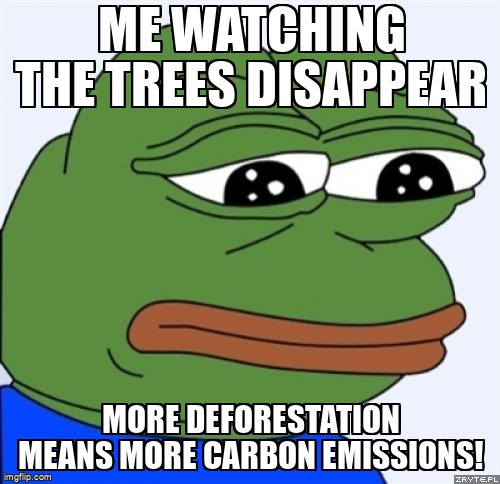 ME WATCHING
THE TREES DISAPPEAR
MORE DEFORESTATION
MEANS MORE CARBON EMISSIONS!
imgflip.com
ZRYTE.PL